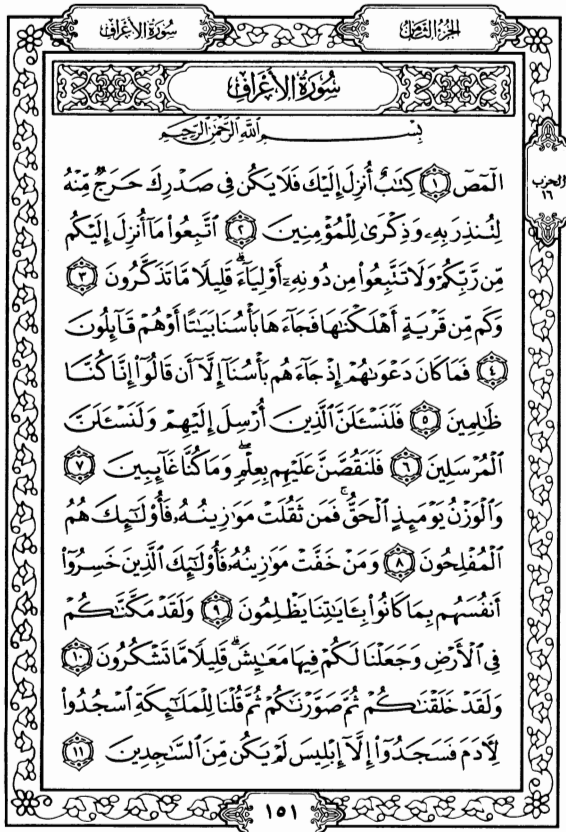 الجزء الثامن
سورة الأعراف
سُورَةُ الأَعْرَافِ
بِسْمِ اللَّهِ الرَّحْمَٰنِ الرَّحِيمِ
الحزب
١٦
الٓمٓصٓ ١ كِتَٰبٌ أُنزِلَ إِلَيْكَ فَلَا يَكُن فِى صَدْرِكَ حَرَجٌ مِّنْهُ
لِتُنذِرَ بِهِۦ وَذِكْرَىٰ لِلْمُؤْمِنِينَ ٢ ٱتَّبِعُوا۟ مَآ أُنزِلَ إِلَيْكُم
مِّن رَّبِّكُمْ وَلَا تَتَّبِعُوا۟ مِن دُونِهِۦٓ أَوْلِيَآءَ ۗ قَلِيلًا مَّا تَذَكَّرُونَ ٣
وَكَم مِّن قَرْيَةٍ أَهْلَكْنَٰهَا فَجَآءَهَا بَأْسُنَا بَيَٰتًا أَوْ هُمْ قَآئِلُونَ
٤ فَمَا كَانَ دَعْوَىٰهُمْ إِذْ جَآءَهُم بَأْسُنَآ إِلَّآ أَن قَالُوٓا۟ إِنَّا كُنَّا
ظَٰلِمِينَ ٥ فَلَنَسْـَٔلَنَّ ٱلَّذِينَ أُرْسِلَ إِلَيْهِمْ وَلَنَسْـَٔلَنَّ
ٱلْمُرْسَلِينَ ٦ فَلَنَقُصَّنَّ عَلَيْهِم بِعِلْمٍ ۖ وَمَا كُنَّا غَآئِبِينَ ٧
وَٱلْوَزْنُ يَوْمَئِذٍ ٱلْحَقُّ ۚ فَمَن ثَقُلَتْ مَوَٰزِينُهُۥ فَأُو۟لَٰٓئِكَ هُمُ
ٱلْمُفْلِحُونَ ٨ وَمَنْ خَفَّتْ مَوَٰزِينُهُۥ فَأُو۟لَٰٓئِكَ ٱلَّذِينَ خَسِرُوٓا۟
أَنفُسَهُم بِمَا كَانُوا۟ بِـَٔايَٰتِنَا يَظْلِمُونَ ٩ وَلَقَدْ مَكَّنَّٰكُمْ
فِى ٱلْأَرْضِ وَجَعَلْنَا لَكُمْ فِيهَا مَعَٰيِشَ ۗ قَلِيلًا مَّا تَشْكُرُونَ ١٠
وَلَقَدْ خَلَقْنَٰكُمْ ثُمَّ صَوَّرْنَٰكُمْ ثُمَّ قُلْنَا لِلْمَلَٰٓئِكَةِ ٱسْجُدُوا۟
لِـَٔادَمَ فَسَجَدُوٓا۟ إِلَّآ إِبْلِيسَ لَمْ يَكُن مِّنَ ٱلسَّٰجِدِينَ ١١
١٥١